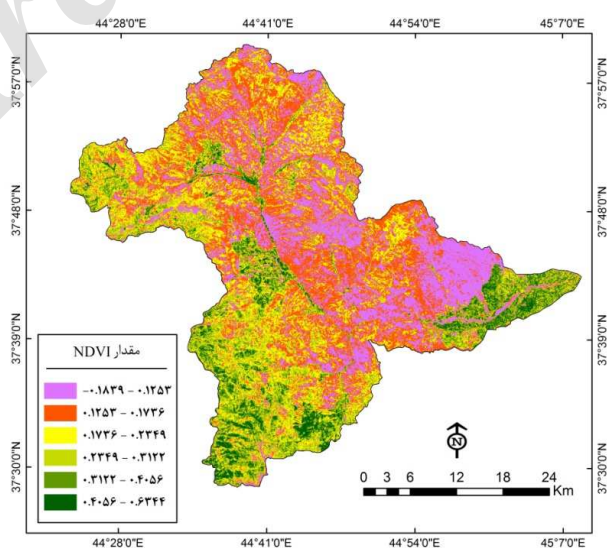 44°28'0"E 44°41'0"E 44°54'0"E 45°7'0"E
37°57'0"N 37°57'0"N
37°48'0"N 37°48'0"N
37°39'0"N 37°39'0"N
37°30'0"N 37°30'0"N
مقدار NDVI
-۰.۱۸۳۹ - ۰.۱۲۵۳
۰.۱۲۵۳ - ۰.۱۷۳۶
۰.۱۷۳۶ - ۰.۲۳۴۹
۰.۲۳۴۹ - ۰.۳۱۲۲
۰.۳۱۲۲ - ۰.۴۰۵۶
۰.۴۰۵۶ - ۰.۶۳۴۴
N
0 3 6 12 18 24
Km
44°28'0"E 44°41'0"E 44°54'0"E 45°7'0"E